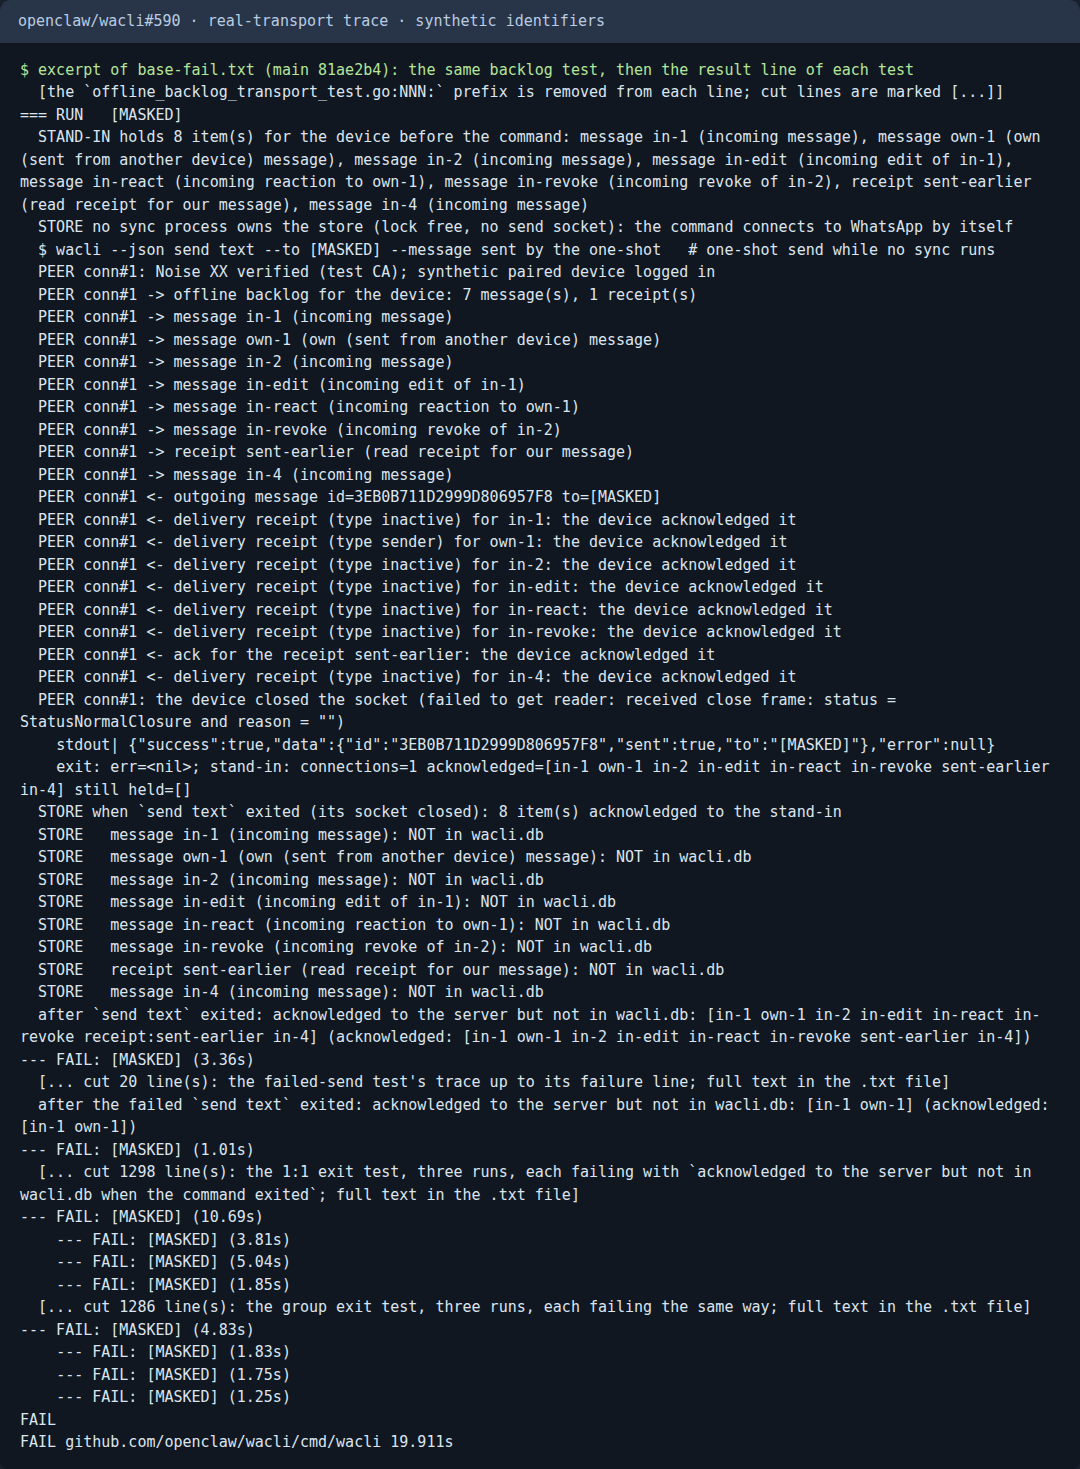 openclaw/wacli#590 · real-transport trace · synthetic identifiers
$ excerpt of base-fail.txt (main 81ae2b4): the same backlog test, then the result line of each test
[the `offline_backlog_transport_test.go:NNN:` prefix is removed from each line; cut lines are marked [...]]
=== RUN   [MASKED]
STAND-IN holds 8 item(s) for the device before the command: message in-1 (incoming message), message own-1 (own
(sent from another device) message), message in-2 (incoming message), message in-edit (incoming edit of in-1),
message in-react (incoming reaction to own-1), message in-revoke (incoming revoke of in-2), receipt sent-earlier
(read receipt for our message), message in-4 (incoming message)
STORE no sync process owns the store (lock free, no send socket): the command connects to WhatsApp by itself
$ wacli --json send text --to [MASKED] --message sent by the one-shot   # one-shot send while no sync runs
PEER conn#1: Noise XX verified (test CA); synthetic paired device logged in
PEER conn#1 -> offline backlog for the device: 7 message(s), 1 receipt(s)
PEER conn#1 -> message in-1 (incoming message)
PEER conn#1 -> message own-1 (own (sent from another device) message)
PEER conn#1 -> message in-2 (incoming message)
PEER conn#1 -> message in-edit (incoming edit of in-1)
PEER conn#1 -> message in-react (incoming reaction to own-1)
PEER conn#1 -> message in-revoke (incoming revoke of in-2)
PEER conn#1 -> receipt sent-earlier (read receipt for our message)
PEER conn#1 -> message in-4 (incoming message)
PEER conn#1 <- outgoing message id=3EB0B711D2999D806957F8 to=[MASKED]
PEER conn#1 <- delivery receipt (type inactive) for in-1: the device acknowledged it
PEER conn#1 <- delivery receipt (type sender) for own-1: the device acknowledged it
PEER conn#1 <- delivery receipt (type inactive) for in-2: the device acknowledged it
PEER conn#1 <- delivery receipt (type inactive) for in-edit: the device acknowledged it
PEER conn#1 <- delivery receipt (type inactive) for in-react: the device acknowledged it
PEER conn#1 <- delivery receipt (type inactive) for in-revoke: the device acknowledged it
PEER conn#1 <- ack for the receipt sent-earlier: the device acknowledged it
PEER conn#1 <- delivery receipt (type inactive) for in-4: the device acknowledged it
PEER conn#1: the device closed the socket (failed to get reader: received close frame: status =
StatusNormalClosure and reason = "")
stdout| {"success":true,"data":{"id":"3EB0B711D2999D806957F8","sent":true,"to":"[MASKED]"},"error":null}
exit: err=<nil>; stand-in: connections=1 acknowledged=[in-1 own-1 in-2 in-edit in-react in-revoke sent-earlier
in-4] still held=[]
STORE when `send text` exited (its socket closed): 8 item(s) acknowledged to the stand-in
STORE   message in-1 (incoming message): NOT in wacli.db
STORE   message own-1 (own (sent from another device) message): NOT in wacli.db
STORE   message in-2 (incoming message): NOT in wacli.db
STORE   message in-edit (incoming edit of in-1): NOT in wacli.db
STORE   message in-react (incoming reaction to own-1): NOT in wacli.db
STORE   message in-revoke (incoming revoke of in-2): NOT in wacli.db
STORE   receipt sent-earlier (read receipt for our message): NOT in wacli.db
STORE   message in-4 (incoming message): NOT in wacli.db
after `send text` exited: acknowledged to the server but not in wacli.db: [in-1 own-1 in-2 in-edit in-react in-
revoke receipt:sent-earlier in-4] (acknowledged: [in-1 own-1 in-2 in-edit in-react in-revoke sent-earlier in-4])
--- FAIL: [MASKED] (3.36s)
[... cut 20 line(s): the failed-send test's trace up to its failure line; full text in the .txt file]
after the failed `send text` exited: acknowledged to the server but not in wacli.db: [in-1 own-1] (acknowledged:
[in-1 own-1])
--- FAIL: [MASKED] (1.01s)
[... cut 1298 line(s): the 1:1 exit test, three runs, each failing with `acknowledged to the server but not in
wacli.db when the command exited`; full text in the .txt file]
--- FAIL: [MASKED] (10.69s)
--- FAIL: [MASKED] (3.81s)
--- FAIL: [MASKED] (5.04s)
--- FAIL: [MASKED] (1.85s)
[... cut 1286 line(s): the group exit test, three runs, each failing the same way; full text in the .txt file]
--- FAIL: [MASKED] (4.83s)
--- FAIL: [MASKED] (1.83s)
--- FAIL: [MASKED] (1.75s)
--- FAIL: [MASKED] (1.25s)
FAIL
FAIL github.com/openclaw/wacli/cmd/wacli 19.911s